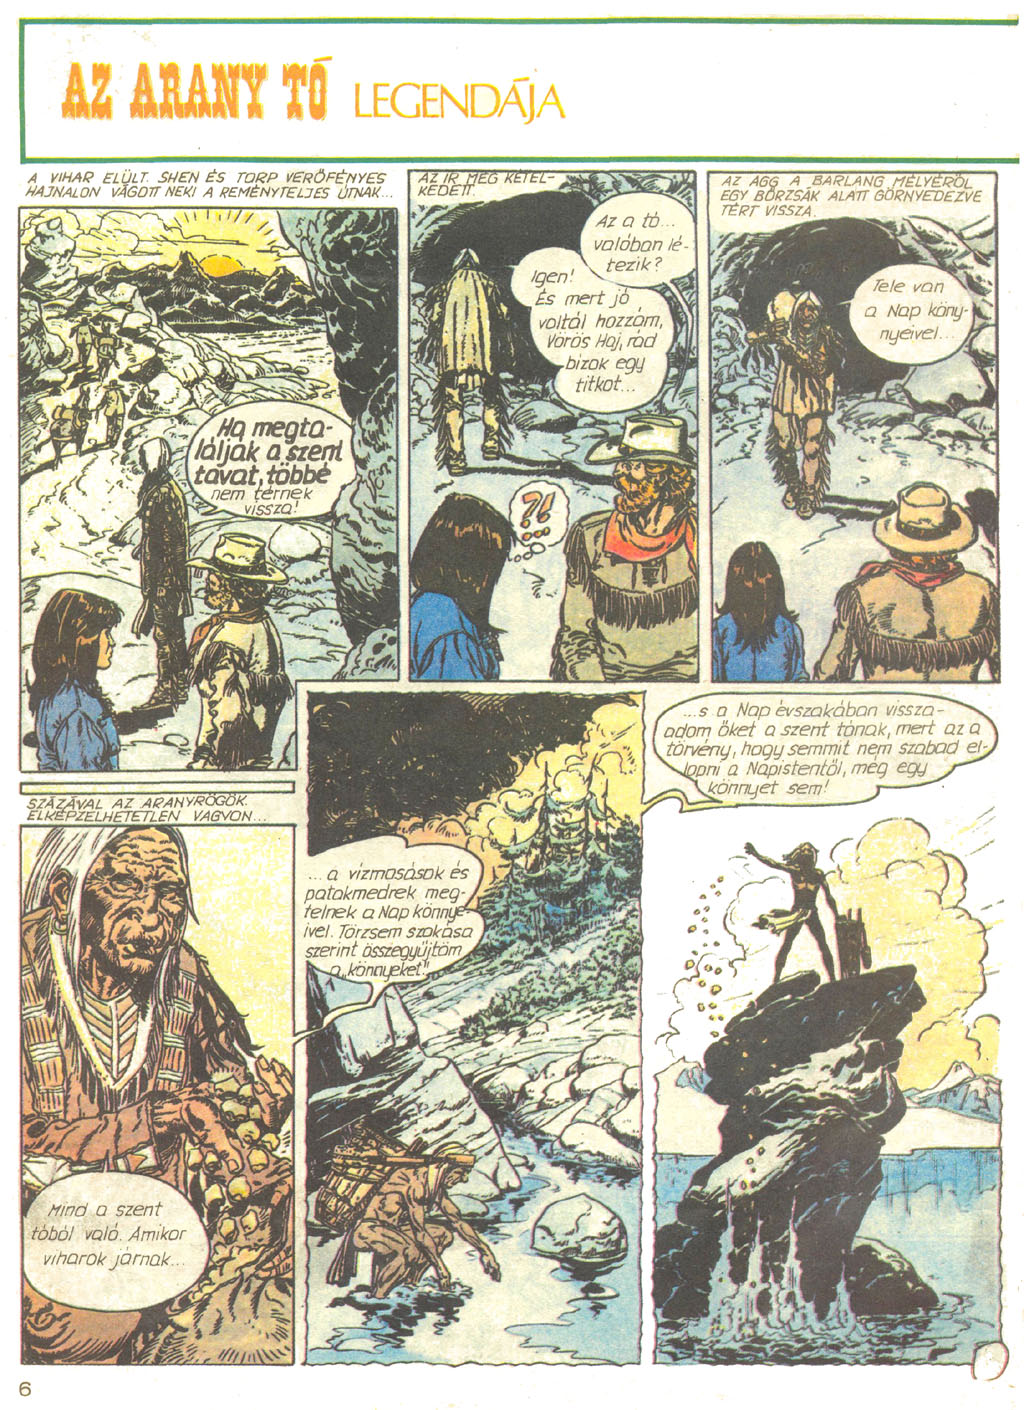 AZ ARANY TÓ LEGENDÁJA
A VIHAR ELÜLT. SHEN ÉS TORP VERŐFÉNYES
HAJNALON VÁGOTT NEKI A REMÉNYTELJES ÚTNAK...
Ha megta-
lálják a szent
tavat, többé
nem térnek
vissza!
AZ ÍR MÉG KÉTEL-
KEDETT.
Az a tó...
valóban lé-
tezik?
Igen!
És mert jó
voltál hozzám,
Vörös Haj, rád
bízok egy
titkot...
?!
AZ AGG A BARLANG MÉLYÉRŐL
EGY BŐRZSÁK ALATT GÖRNYEDEZVE
TÉRT VISSZA.
Tele van
a Nap köny-
nyeivel...
SZÁZÁVAL AZ ARANYRÖGÖK.
ELKÉPZELHETETLEN VAGYON...
Mind a szent
tóból való. Amikor
viharok járnak...
... a vízmosások és
patakmedrek meg-
telnek a Nap könnye-
ivel. Törzsem szokása
szerint összegyűjtöm
a „könnyeket"...
...s a Nap évszakában vissza-
adom őket a szent tónak, mert az a
törvény, hogy semmit nem szabad el-
lopni a Napistentől, még egy
könnyet sem!
6